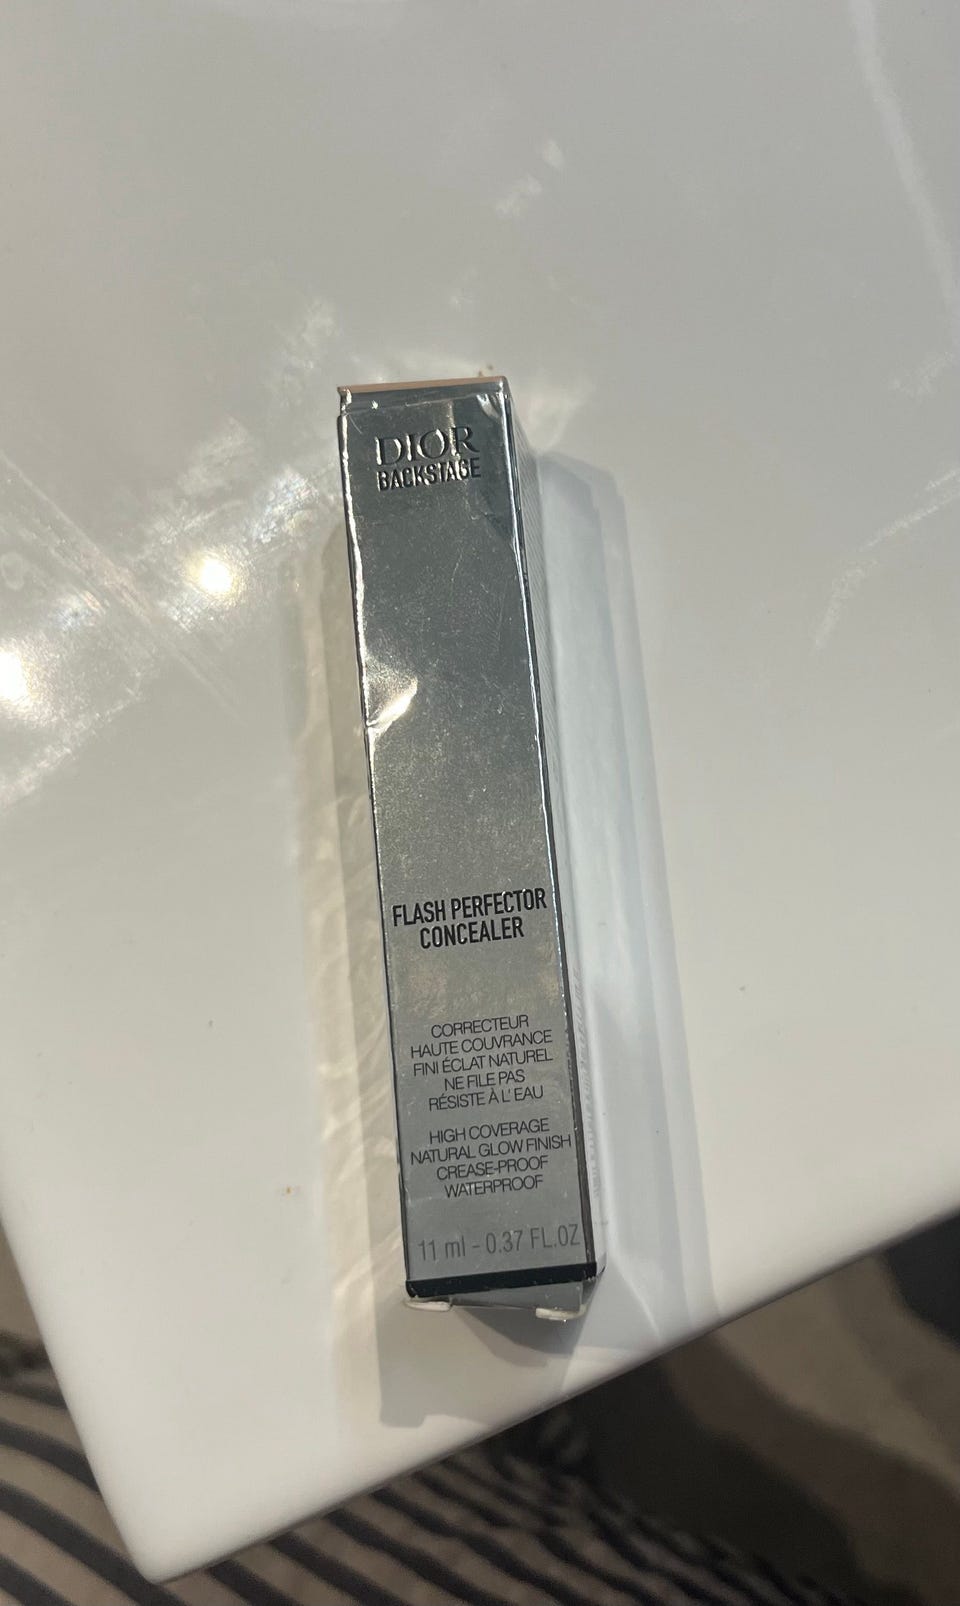 DIOR
BACKSTAGE
FLASH PERFECTOR
CONCEALER
CORRECTEUR
HAUTE COUVRANCE
FINI ÉCLAT NATUREL
NE FILE PAS
RÉSISTE À L'EAU
HIGH COVERAGE
NATURAL GLOW FINISH
CREASE-PROOF
WATERPROOF
11 ml - 0.37 FL.OZ